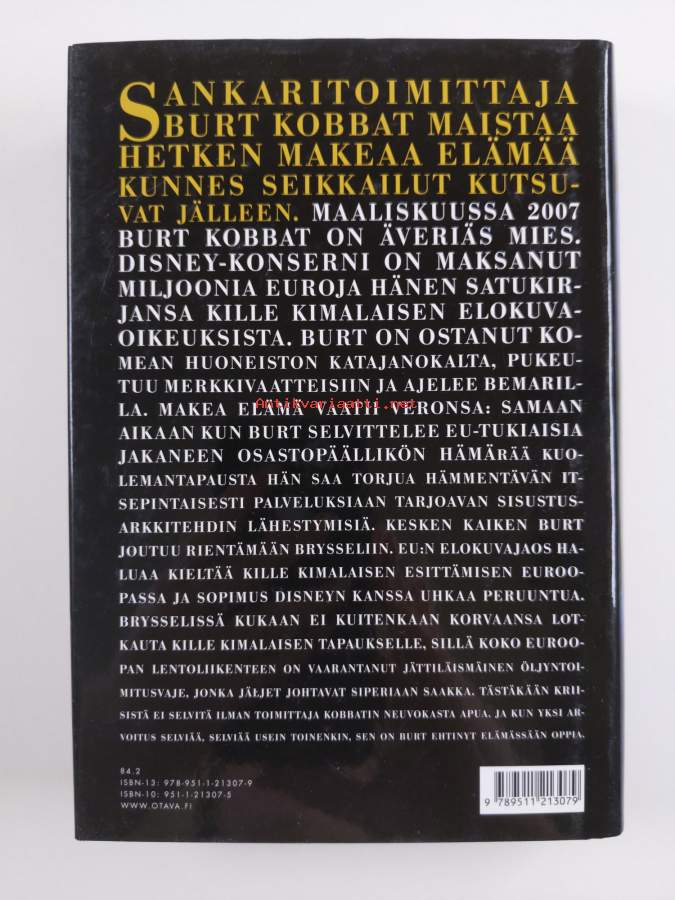 SANKARITOIMITTAJA
BURT KOBBAT MAISTAA
HETKEN MAKEAA ELÄMÄÄ
KUNNES SEIKKAILUT KUTSU-
VAT JÄLLEEN. MAALISKUUSSA 2007
BURT KOBBAT ON ÄVERIÄS MIES.
DISNEY-KONSERNI ON MAKSANUT
MILJOONIA EUROJA HÄNEN SATUKIR-
JANSA KILLE KIMALAISEN ELOKUVA-
OIKEUKSISTA. BURT ON OSTANUT KO-
MEAN HUONEISTON KATAJANOKALTA, PUKEU-
TUU MERKKIVAATTEISIIN JA AJELEE BEMARIL-
LA. MAKEA ELÄMÄ VAATII VERONSA: SAMAAN
Antikvariaatti.net
AIKAAN KUN BURT SELVITTELEE EU-TUKIAISIA
JAKANEEN OSASTOPÄÄLLIKÖN HÄMÄRÄÄ KUO-
LEMANTAPAUSTA HÄN SAA TORJUA HÄMMENTÄVÄN IT-
SEPINTAISESTI PALVELUKSIAAN TARJOAVAN SISUSTUS-
ARKKITEHDIN LÄHESTYMISIÄ. KESKEN KAIKEN BURT
JOUTUU RIENTÄMÄÄN BRYSSELIIN. EU:N ELOKUVAJAOS HA-
LUAA KIELTÄÄ KILLE KIMALAISEN ESITTÄMISEN EUROO-
PASSA JA SOPIMUS DISNEYN KANSSA UHKAA PERUUNTUA.
BRYSSELISSÄ KUKAAN EI KUITENKAAN KORVAANSA LOT-
KAUTA KILLE KIMALAISEN TAPAUKSELLE, SILLÄ KOKO EUROO-
PAN LENTOLIIKENTEEN ON VAARANTANUT JÄTTILÄISMÄINEN ÖLJYNTOI-
MITUSVAJE, JONKA JÄLJET JOHTAVAT SIPERIAAN SAAKKA. TÄSTÄKÄÄN KRII-
SISTÄ EI SELVITÄ ILMAN TOIMITTAJA KOBBATIN NEUVOKASTA APUA. JA KUN YKSI AR-
VOITUS SELVIÄÄ, SELVIÄÄ USEIN TOINENKIN, SEN ON BURT EHTINYT ELÄMÄSSÄÄN OPPIA.
84.2
ISBN-13: 978-951-1-21307-9
ISBN-10: 951-1-21307-5
WWW.OTAVA.FI
9 789511 213079